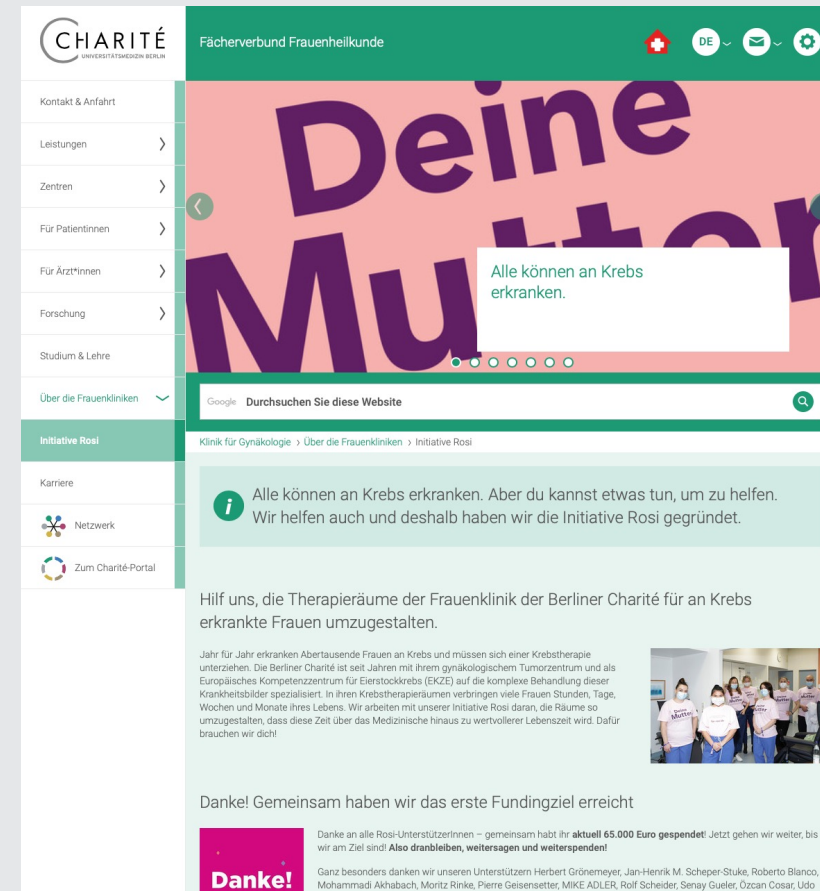 CHARITÉ
UNIVERSITÄTSMEDIZIN BERLIN
Fächerverbund Frauenheilkunde
DE
Kontakt & Anfahrt
Leistungen
Zentren
Für Patientinnen
Für Ärzt*innen
Forschung
Studium & Lehre
Über die Frauenkliniken
Initiative Rosi
Karriere
Netzwerk
Zum Charité-Portal
Deine
Mutter
Alle können an Krebs
erkranken.
Google Durchsuchen Sie diese Website
Klinik für Gynäkologie › Über die Frauenkliniken › Initiative Rosi
i
Alle können an Krebs erkranken. Aber du kannst etwas tun, um zu helfen.
Wir helfen auch und deshalb haben wir die Initiative Rosi gegründet.
Hilf uns, die Therapieräume der Frauenklinik der Berliner Charité für an Krebs
erkrankte Frauen umzugestalten.
Jahr für Jahr erkranken Abertausende Frauen an Krebs und müssen sich einer Krebstherapie
unterziehen. Die Berliner Charité ist seit Jahren mit ihrem gynäkologischem Tumorzentrum und als
Europäisches Kompetenzzentrum für Eierstockkrebs (EKZE) auf die komplexe Behandlung dieser
Krankheitsbilder spezialisiert. In ihren Krebstherapieräumen verbringen viele Frauen Stunden, Tage,
Wochen und Monate ihres Lebens. Wir arbeiten mit unserer Initiative Rosi daran, die Räume so
umzugestalten, dass diese Zeit über das Medizinische hinaus zu wertvollerer Lebenszeit wird. Dafür
brauchen wir dich!
Danke! Gemeinsam haben wir das erste Fundingziel erreicht
Danke!
Danke an alle Rosi-UnterstützerInnen – gemeinsam habt ihr aktuell 65.000 Euro gespendet! Jetzt gehen wir weiter, bis
wir am Ziel sind! Also dranbleiben, weitersagen und weiterspenden!
Ganz besonders danken wir unseren Unterstützern Herbert Grönemeyer, Jan-Henrik M. Scheper-Stuke, Roberto Blanco,
Mohammadi Akhabach, Moritz Rinke, Pierre Geisensetter, MIKE ADLER, Rolf Scheider, Senay Gueler, Özcan Cosar, Udo